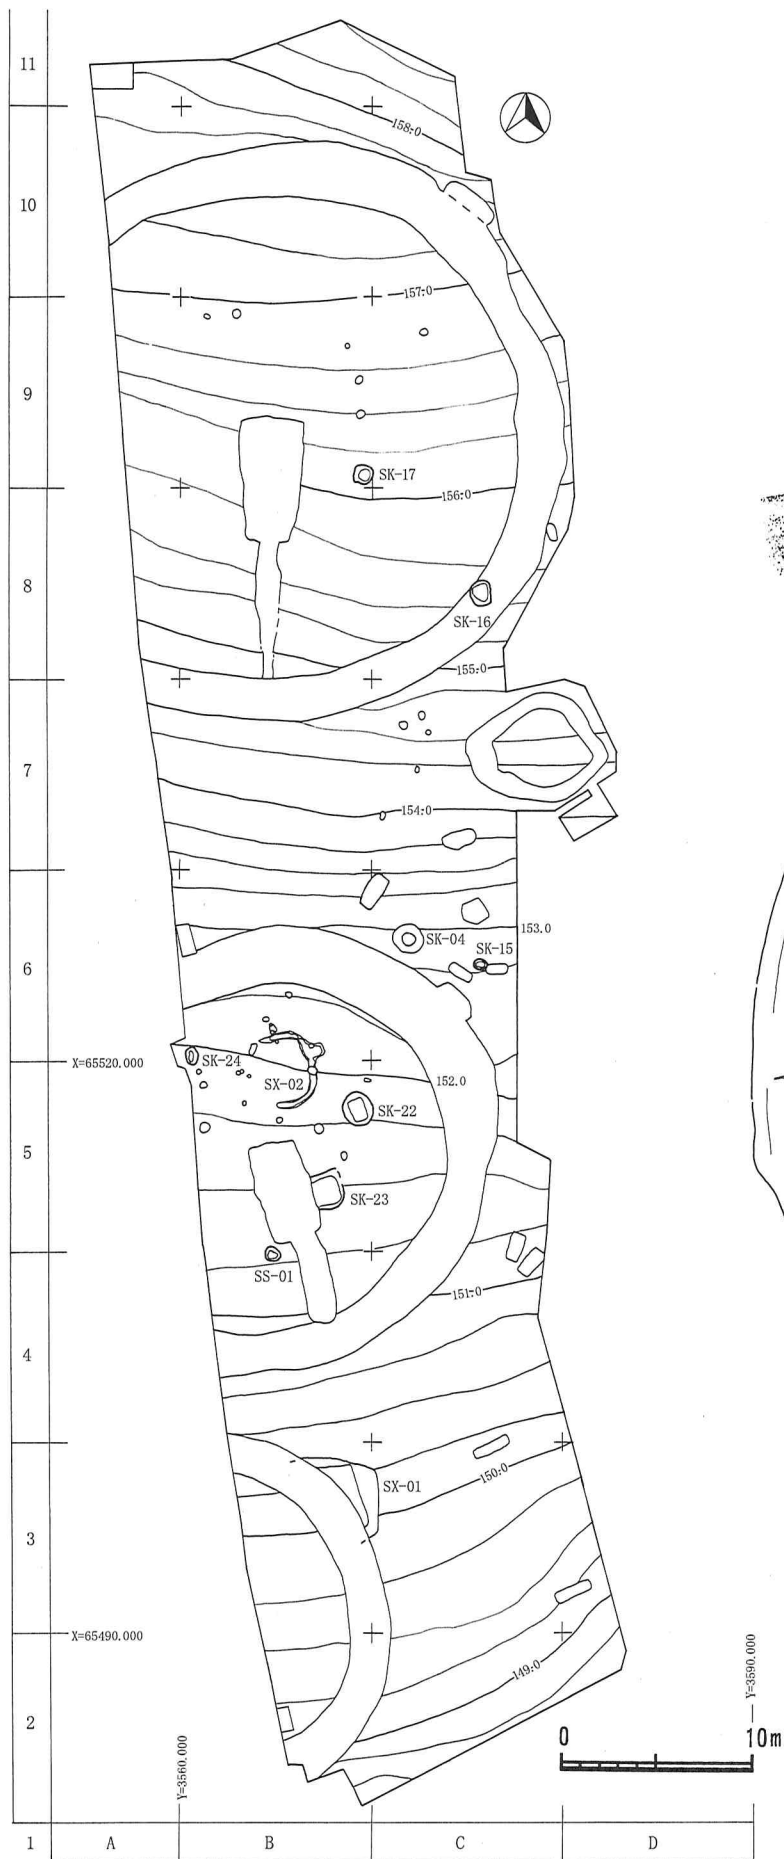 11
158.0
10
157.0
9
SK-17
156.0
8
SK-16
155.0
7
154.0
153.0
SK-04
SK-15
6
X=65520.000
SK-24
SX-02
152.0
SK-22
5
SK-23
SS-01
151.0
4
SX-01
150.0
3
X=65490.000
149.0
2
Y=3560.000
Y=3590.000
0 10m
1 A B C D